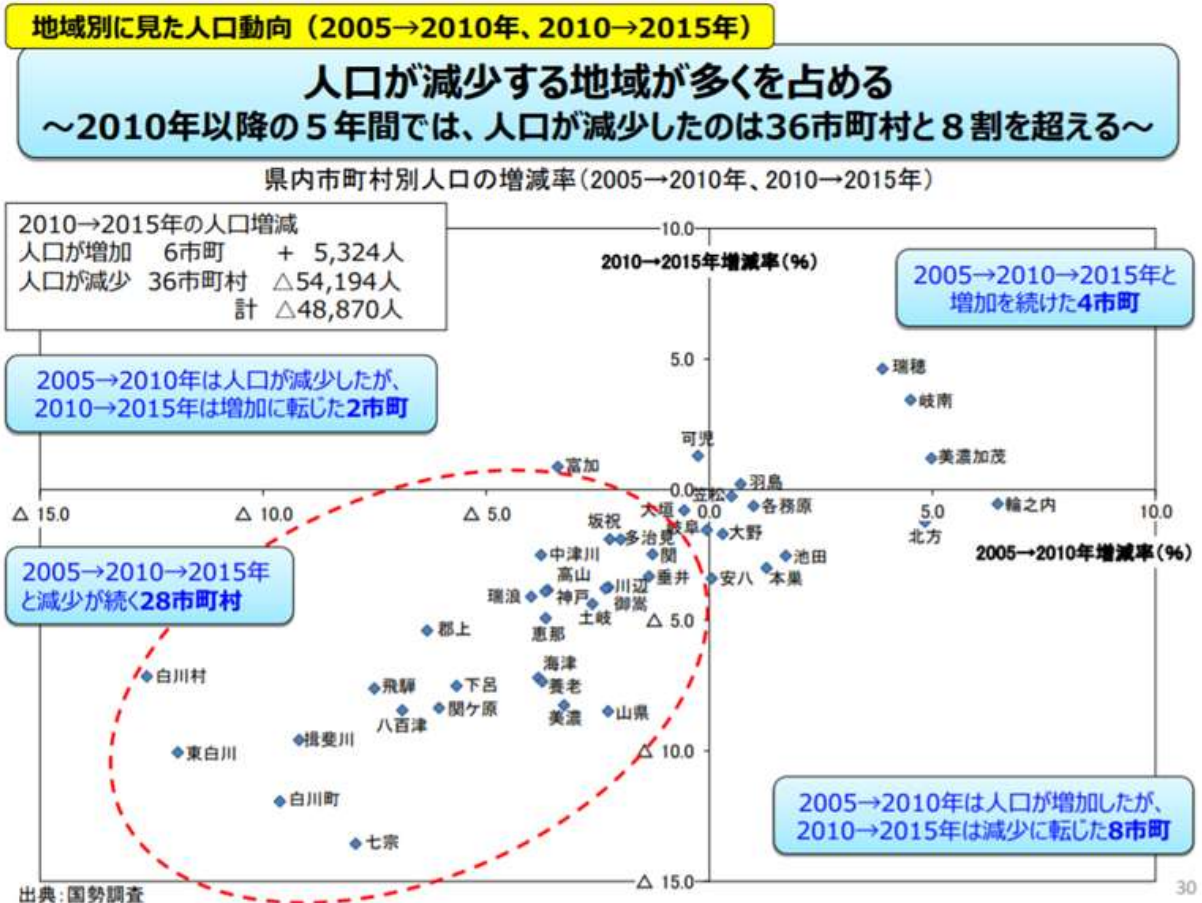 地域別に見た人口動向（2005→2010年、2010→2015年）
人口が減少する地域が多くを占める
～2010年以降の５年間では、人口が減少したのは36市町村と８割を超える～
県内市町村別人口の増減率（2005→2010年、2010→2015年）
2010→2015年の人口増減
人口が増加　6市町　＋　5,324人
人口が減少　36市町村　△54,194人
計　△48,870人
10.0
2010→2015年増減率（%）
2005→2010→2015年と
増加を続けた4市町
5.0
2005→2010年は人口が減少したが、
2010→2015年は増加に転じた2市町
瑞穂
岐南
可児
美濃加茂
富加
羽島
0.0
笠松
△ 15.0
△ 10.0
△ 5.0
0.0
5.0
10.0
大垣
各務原
輪之内
坂祝
岐阜
大野
北方
多治見
2005→2010年増減率（%）
中津川
関
池田
2005→2010→2015年
と減少が続く28市町村
高山
垂井
安八
本巣
川辺
瑞浪
神戸
御嵩
土岐
△ 5.0
郡上
恵那
海津
白川村
飛騨
下呂
養老
関ケ原
美濃
山県
八百津
揖斐川
東白川
△ 10.0
白川町
2005→2010年は人口が増加したが、
2010→2015年は減少に転じた8市町
七宗
△ 15.0
出典：国勢調査
30